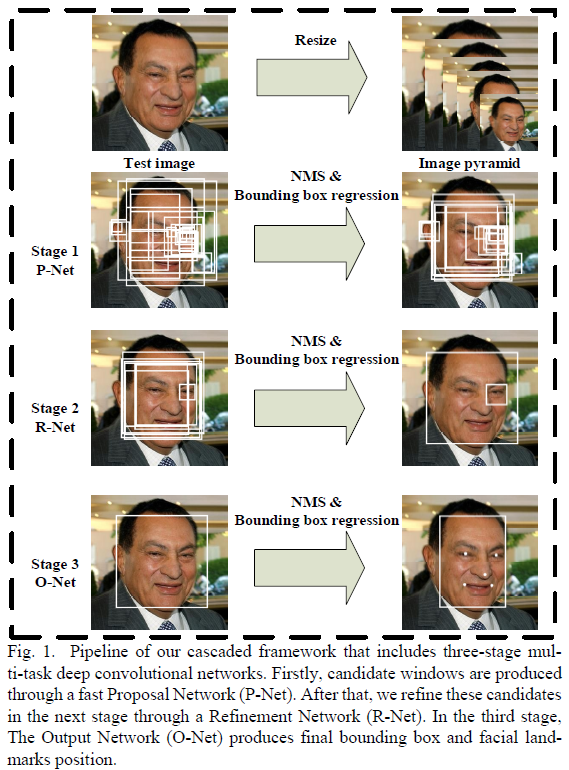 Resize
Test image
Image pyramid
NMS &
Bounding box regression
Stage 1
P-Net
NMS &
Bounding box regression
Stage 2
R-Net
NMS &
Bounding box regression
Stage 3
O-Net
Fig. 1.  Pipeline of our cascaded framework that includes three-stage mul-
ti-task deep convolutional networks. Firstly, candidate windows are produced
through a fast Proposal Network (P-Net). After that, we refine these candidates
in the next stage through a Refinement Network (R-Net). In the third stage,
The Output Network (O-Net) produces final bounding box and facial land-
marks position.